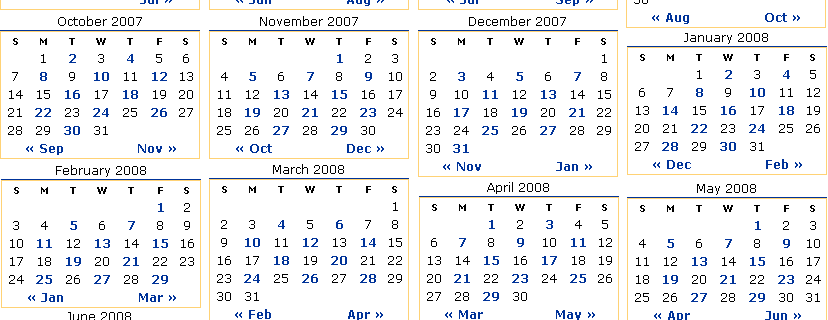 Jul »
« Jun Aug »
« Jul Sep »
30
« Aug Oct »
October 2007
S M T W T F S
1 2 3 4 5 6
7 8 9 10 11 12 13
14 15 16 17 18 19 20
21 22 23 24 25 26 27
28 29 30 31
« Sep Nov »
November 2007
S M T W T F S
1 2 3
4 5 6 7 8 9 10
11 12 13 14 15 16 17
18 19 20 21 22 23 24
25 26 27 28 29 30
« Oct Dec »
December 2007
S M T W T F S
1
2 3 4 5 6 7 8
9 10 11 12 13 14 15
16 17 18 19 20 21 22
23 24 25 26 27 28 29
30 31
« Nov Jan »
January 2008
S M T W T F S
1 2 3 4 5
6 7 8 9 10 11 12
13 14 15 16 17 18 19
20 21 22 23 24 25 26
27 28 29 30 31
« Dec Feb »
February 2008
S M T W T F S
1 2
3 4 5 6 7 8 9
10 11 12 13 14 15 16
17 18 19 20 21 22 23
24 25 26 27 28 29
« Jan Mar »
March 2008
S M T W T F S
1
2 3 4 5 6 7 8
9 10 11 12 13 14 15
16 17 18 19 20 21 22
23 24 25 26 27 28 29
30 31
« Feb Apr »
April 2008
S M T W T F S
1 2 3 4 5
6 7 8 9 10 11 12
13 14 15 16 17 18 19
20 21 22 23 24 25 26
27 28 29 30
« Mar May »
May 2008
S M T W T F S
1 2 3
4 5 6 7 8 9 10
11 12 13 14 15 16 17
18 19 20 21 22 23 24
25 26 27 28 29 30 31
« Apr Jun »
June 2008